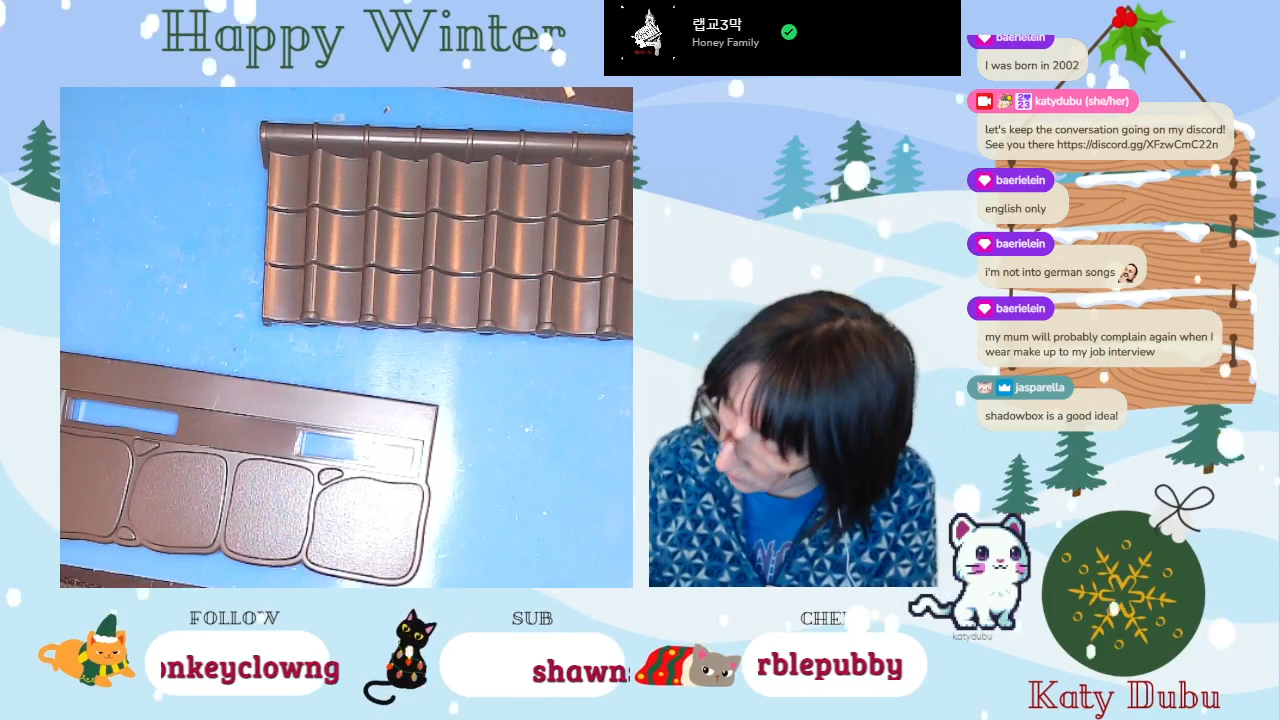 Happy Winter
랩교3막
Honey Family
baerielein
I was born in 2002
katydubu (she/her)
let's keep the conversation going on my discord!
See you there https://discord.gg/XFzwCmC22n
baerielein
english only
baerielein
i'm not into german songs
baerielein
my mum will probably complain again when I
wear make up to my job interview
jasparella
shadowbox is a good idea!
katydubu
FOLLOW
SUB
onkeyclowng
shawn
rblepubby
Katy Dubu